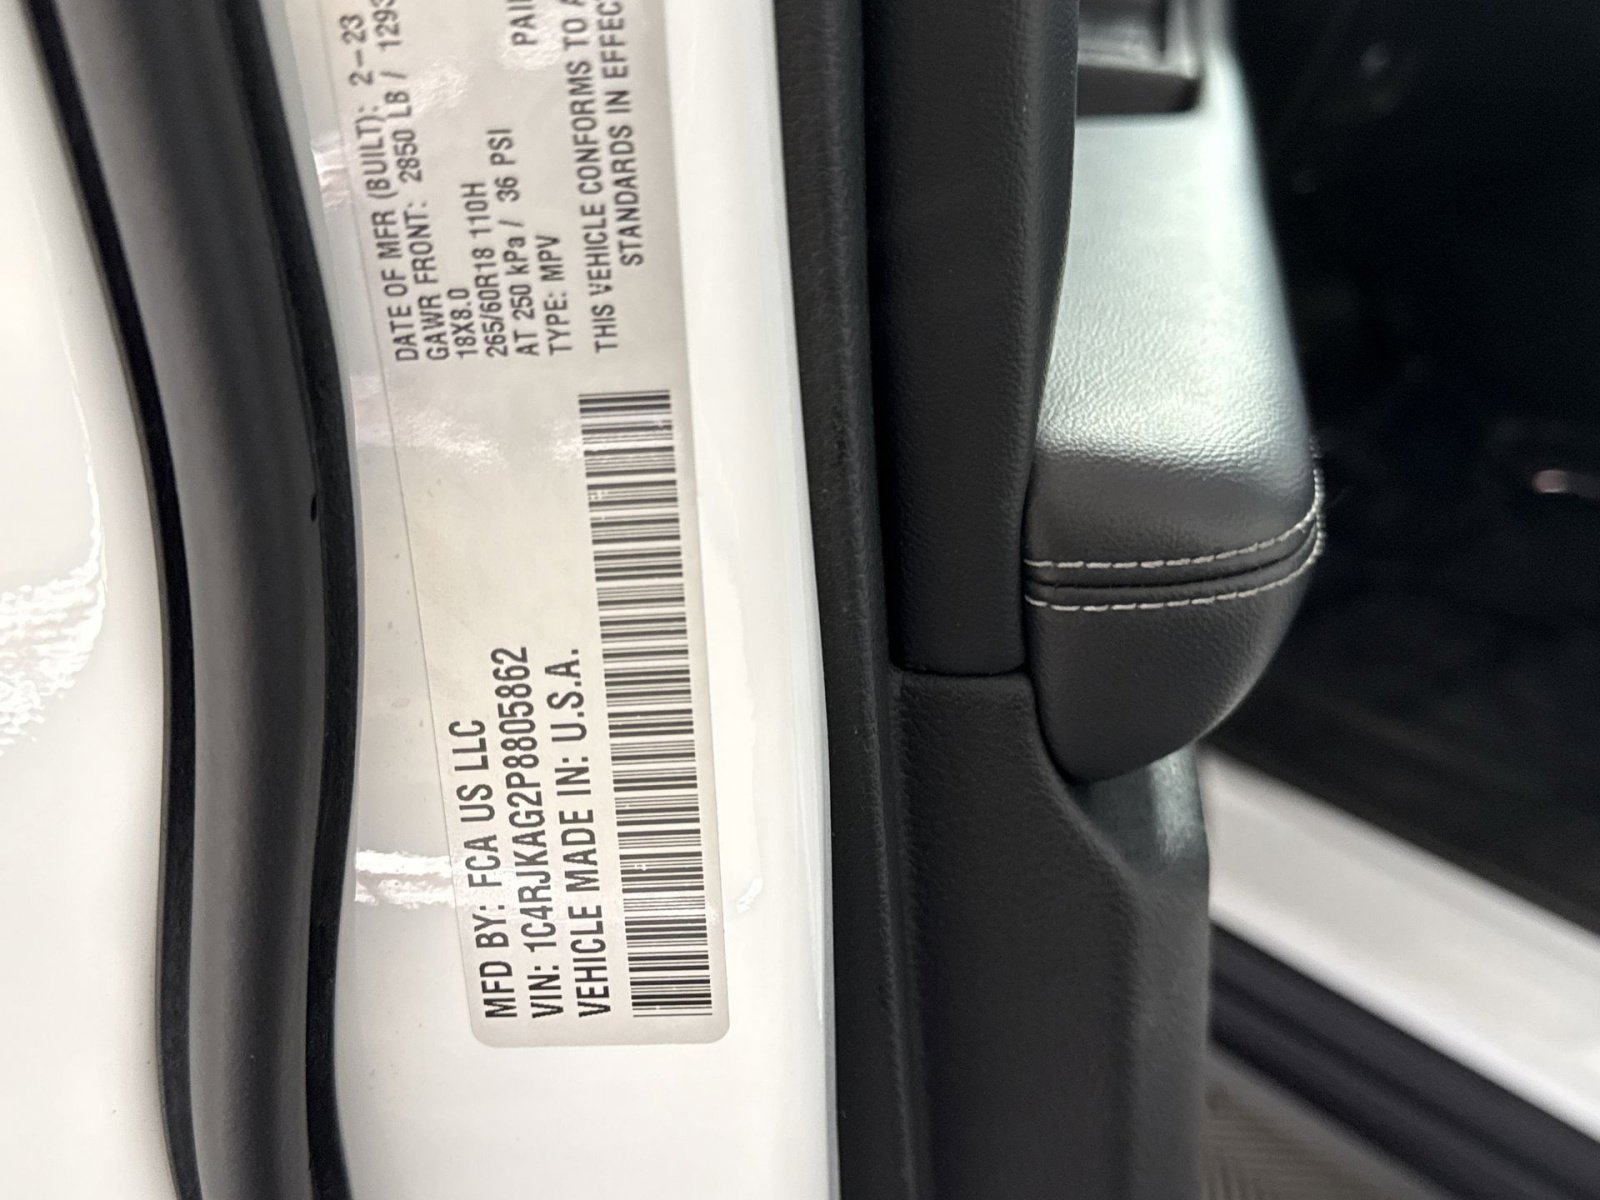 MFD BY: FCA US LLC
VIN: 1C4RJKAG2P8805862
VEHICLE MADE IN: U.S.A.
DATE OF MFR (BUILT): 2-23
GAWR FRONT: 2850 LB / 1293
18X8.0
265/60R18 110H
AT 250 kPa / 36 PSI
TYPE: MPV
THIS VEHICLE CONFORMS TO
STANDARDS IN EFFEC